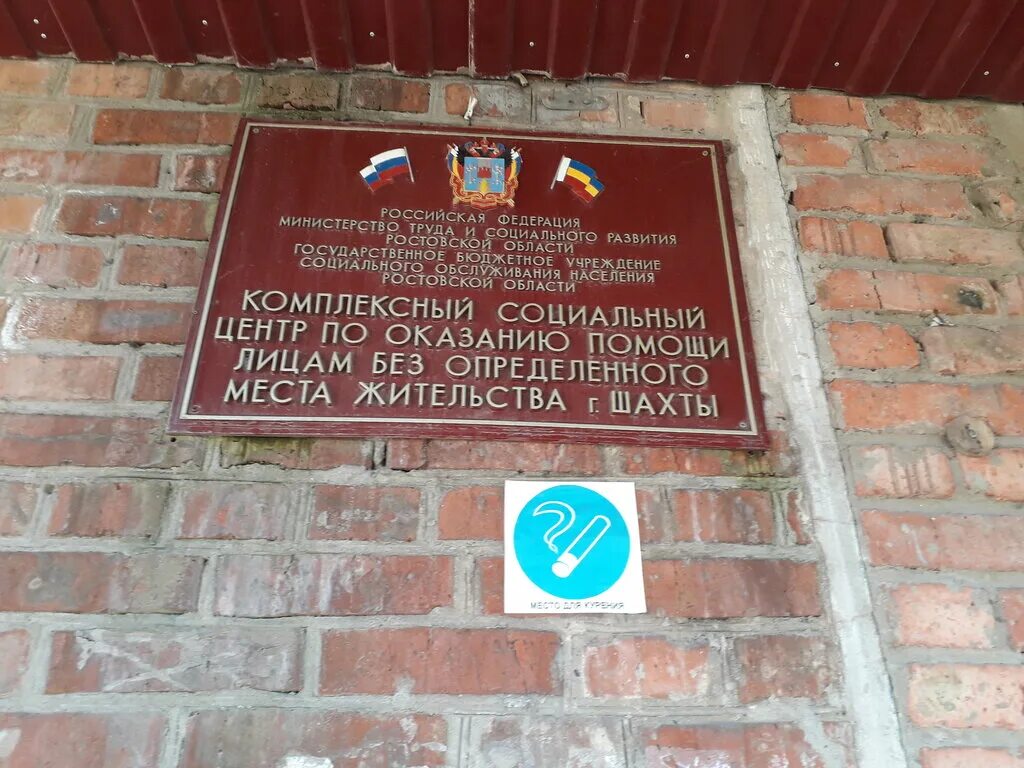 РОССИЙСКАЯ ФЕДЕРАЦИЯ
МИНИСТЕРСТВО ТРУДА И СОЦИАЛЬНОГО РАЗВИТИЯ
РОСТОВСКОЙ ОБЛАСТИ
ГОСУДАРСТВЕННОЕ БЮДЖЕТНОЕ УЧРЕЖДЕНИЕ
СОЦИАЛЬНОГО ОБСЛУЖИВАНИЯ НАСЕЛЕНИЯ
РОСТОВСКОЙ ОБЛАСТИ
КОМПЛЕКСНЫЙ СОЦИАЛЬНЫЙ
ЦЕНТР ПО ОКАЗАНИЮ ПОМОЩИ
ЛИЦАМ БЕЗ ОПРЕДЕЛЕННОГО
МЕСТА ЖИТЕЛЬСТВА г. ШАХТЫ
МЕСТО ДЛЯ КУРЕНИЯ